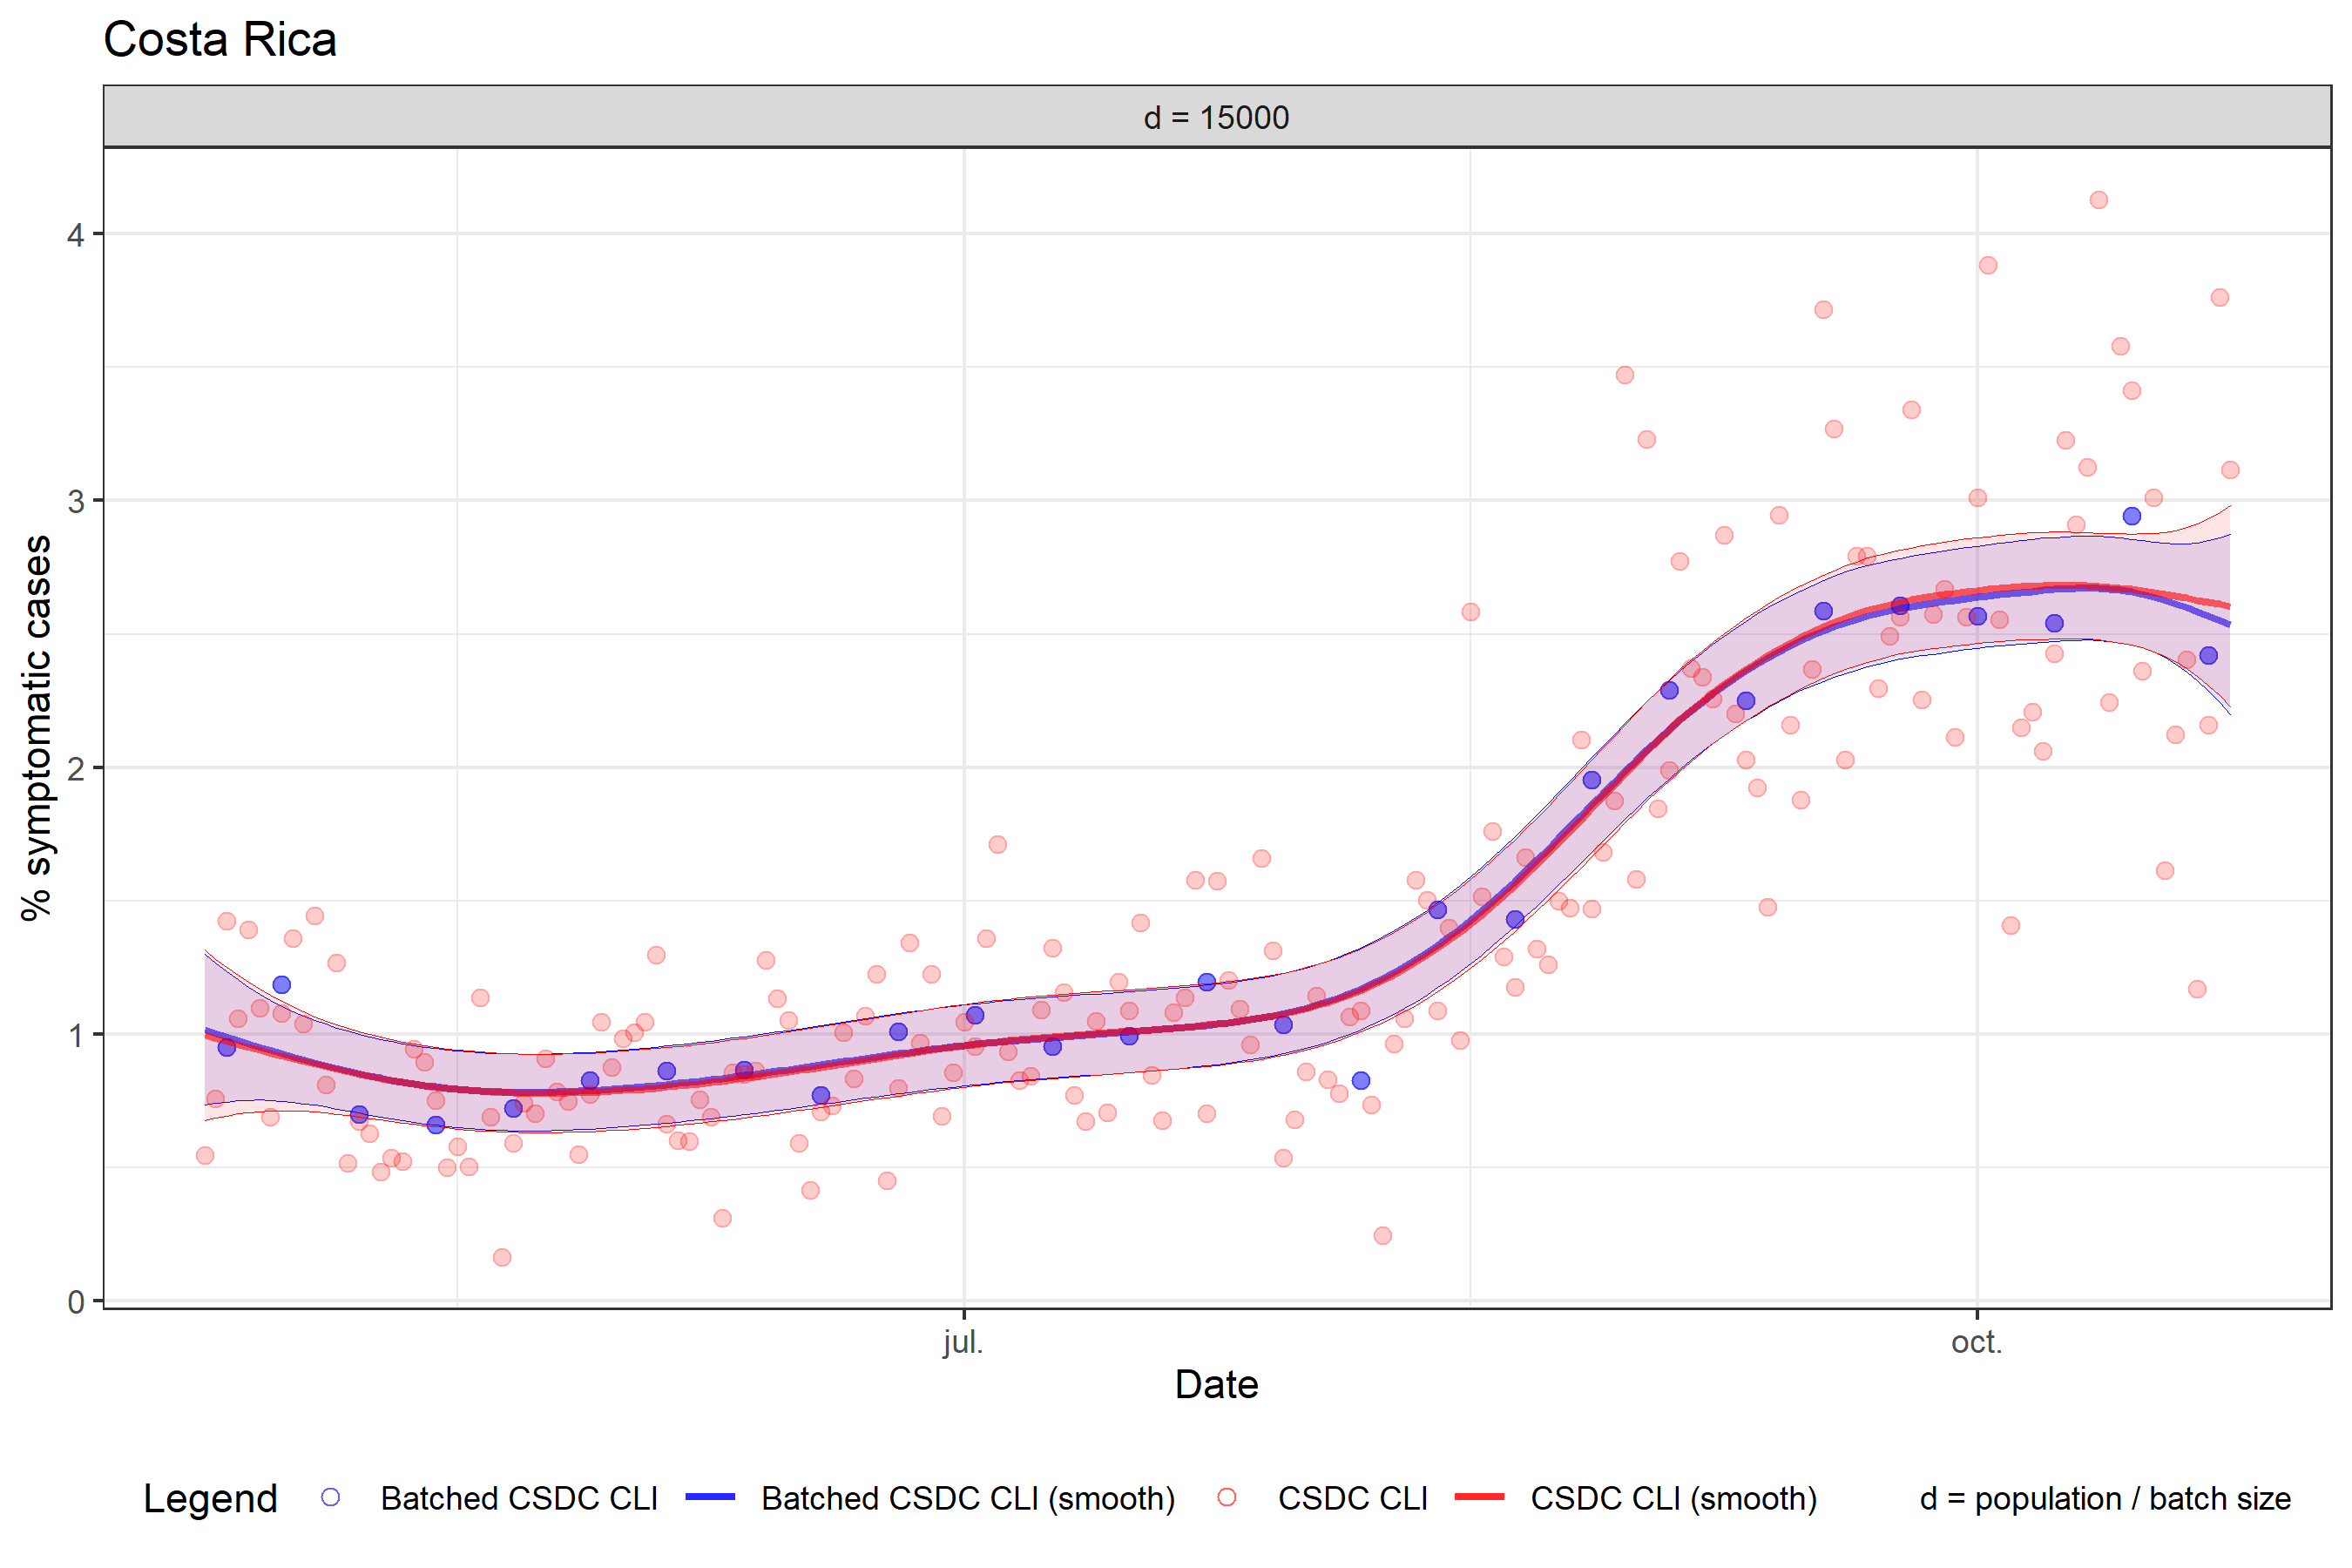 Costa Rica
d = 15000
% symptomatic cases
4
3
2
1
0
jul.
oct.
Date
Legend
Batched CSDC CLI
Batched CSDC CLI (smooth)
CSDC CLI
CSDC CLI (smooth)
d = population / batch size